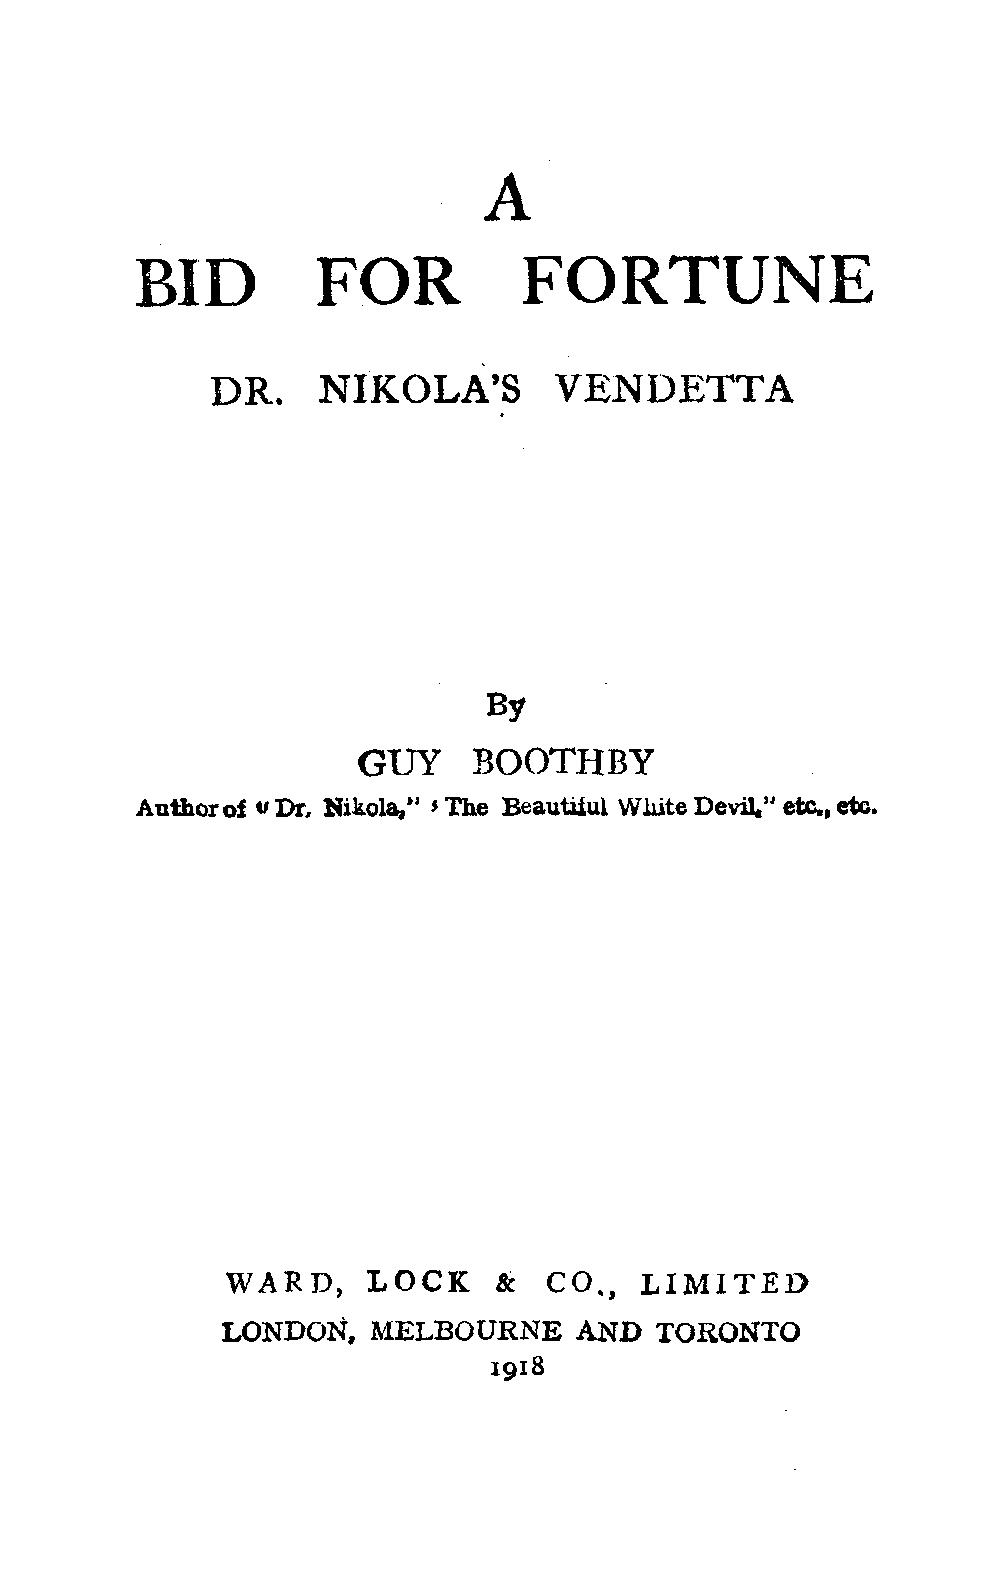 A
BID FOR FORTUNE
DR. NIKOLA'S VENDETTA
By
GUY BOOTHBY
Author of "Dr. Nikola," "The Beautiful White Devil," etc., etc.
WARD, LOCK & CO., LIMITED
LONDON, MELBOURNE AND TORONTO
1918